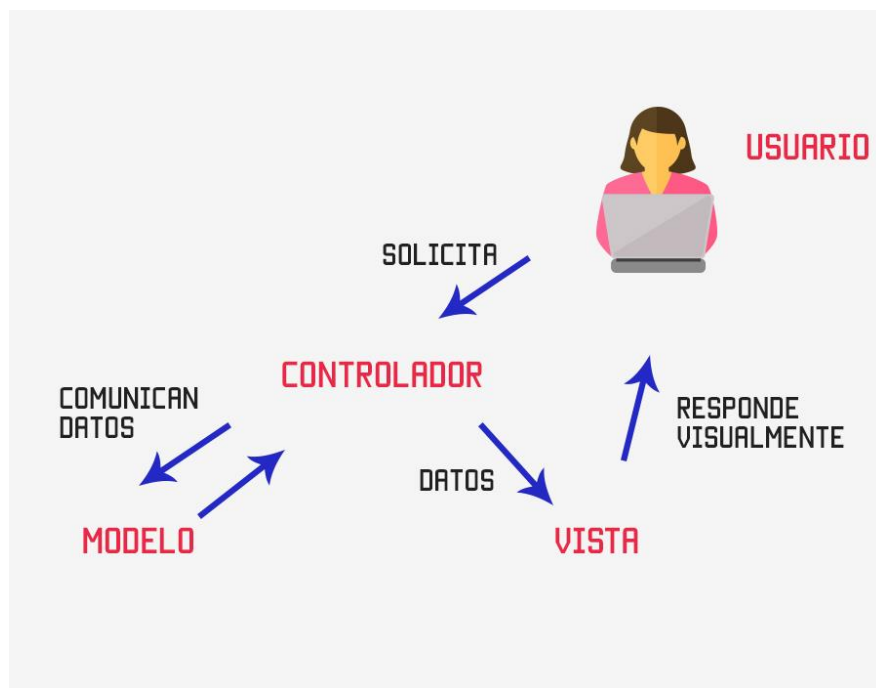 USUARIO
SOLICITA
CONTROLADOR
COMUNICAN
DATOS
RESPONDE
VISUALMENTE
DATOS
MODELO
VISTA